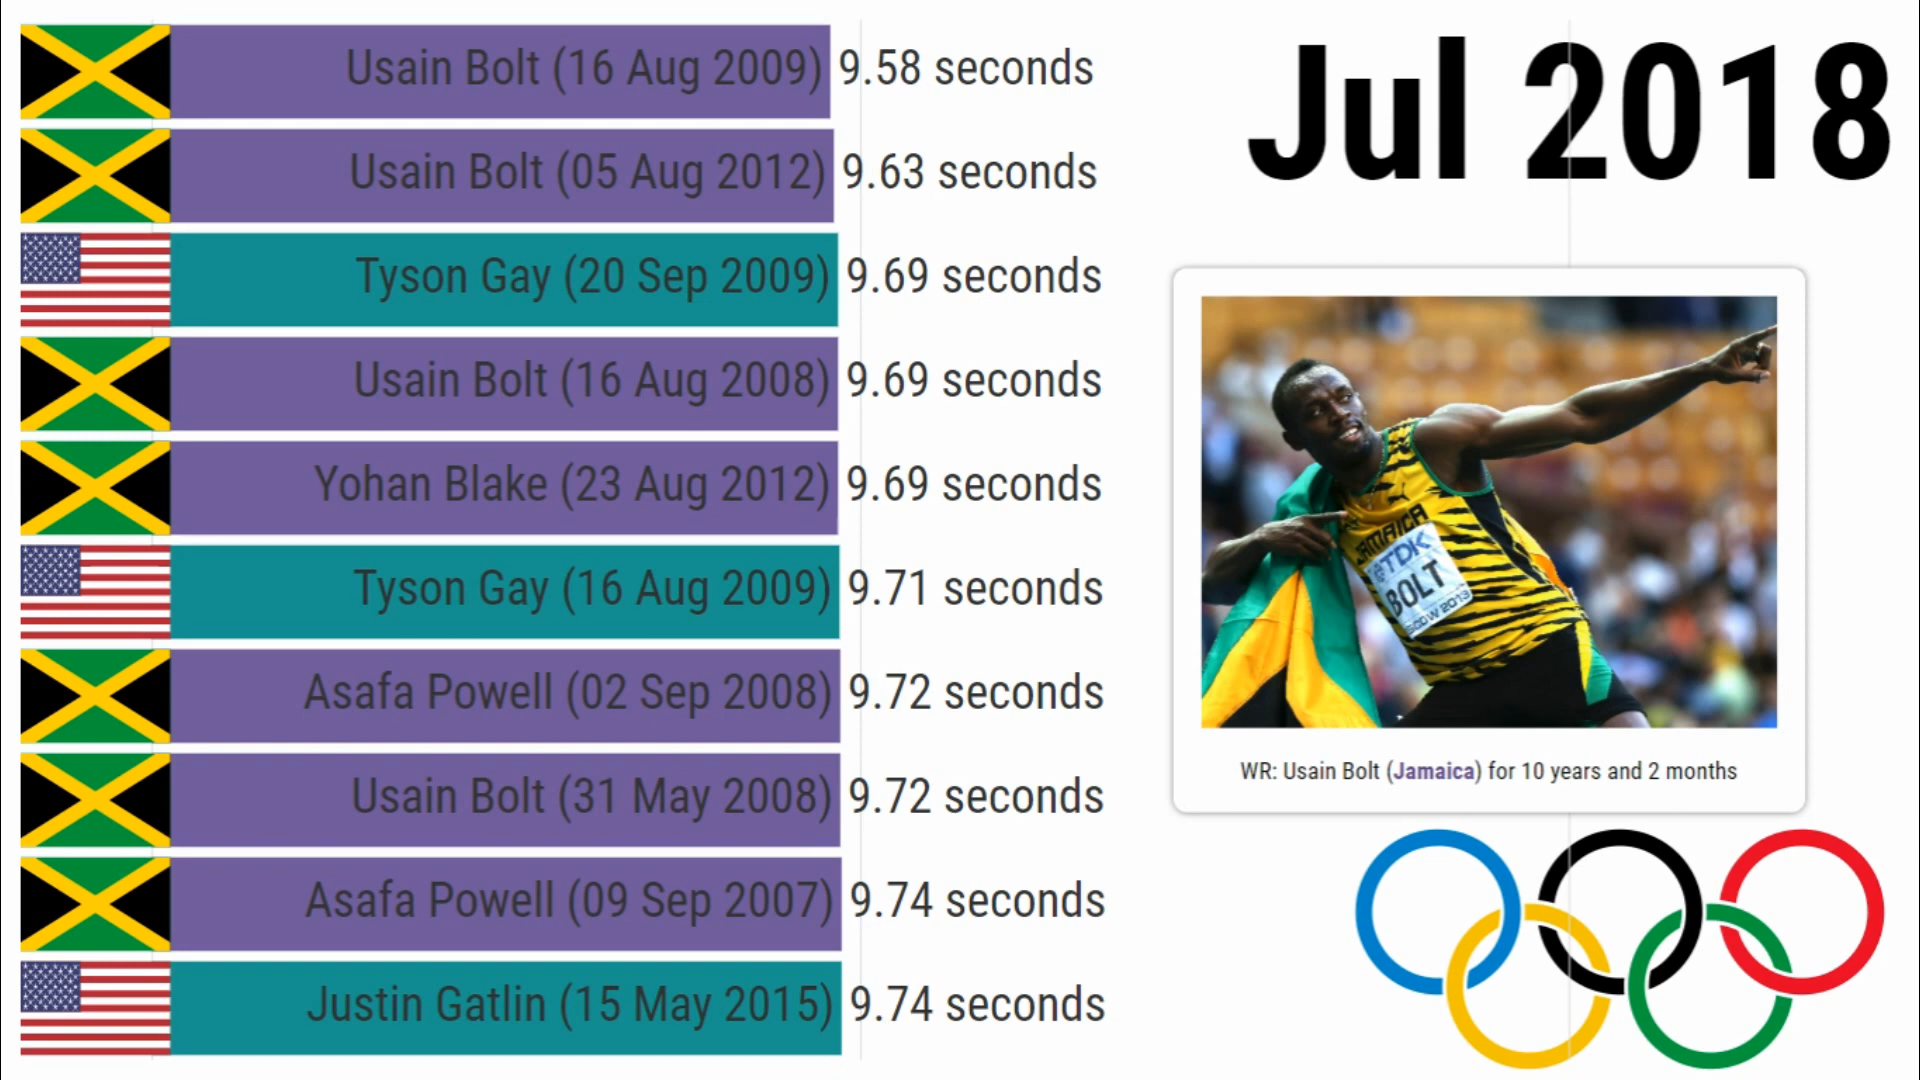 Usain Bolt (16 Aug 2009) 9.58 seconds
Usain Bolt (05 Aug 2012) 9.63 seconds
Tyson Gay (20 Sep 2009) 9.69 seconds
Usain Bolt (16 Aug 2008) 9.69 seconds
Yohan Blake (23 Aug 2012) 9.69 seconds
Tyson Gay (16 Aug 2009) 9.71 seconds
Asafa Powell (02 Sep 2008) 9.72 seconds
Usain Bolt (31 May 2008) 9.72 seconds
Asafa Powell (09 Sep 2007) 9.74 seconds
Justin Gatlin (15 May 2015) 9.74 seconds
Jul 2018
JAMAICA
TDK
BOLT
WR: Usain Bolt (Jamaica) for 10 years and 2 months